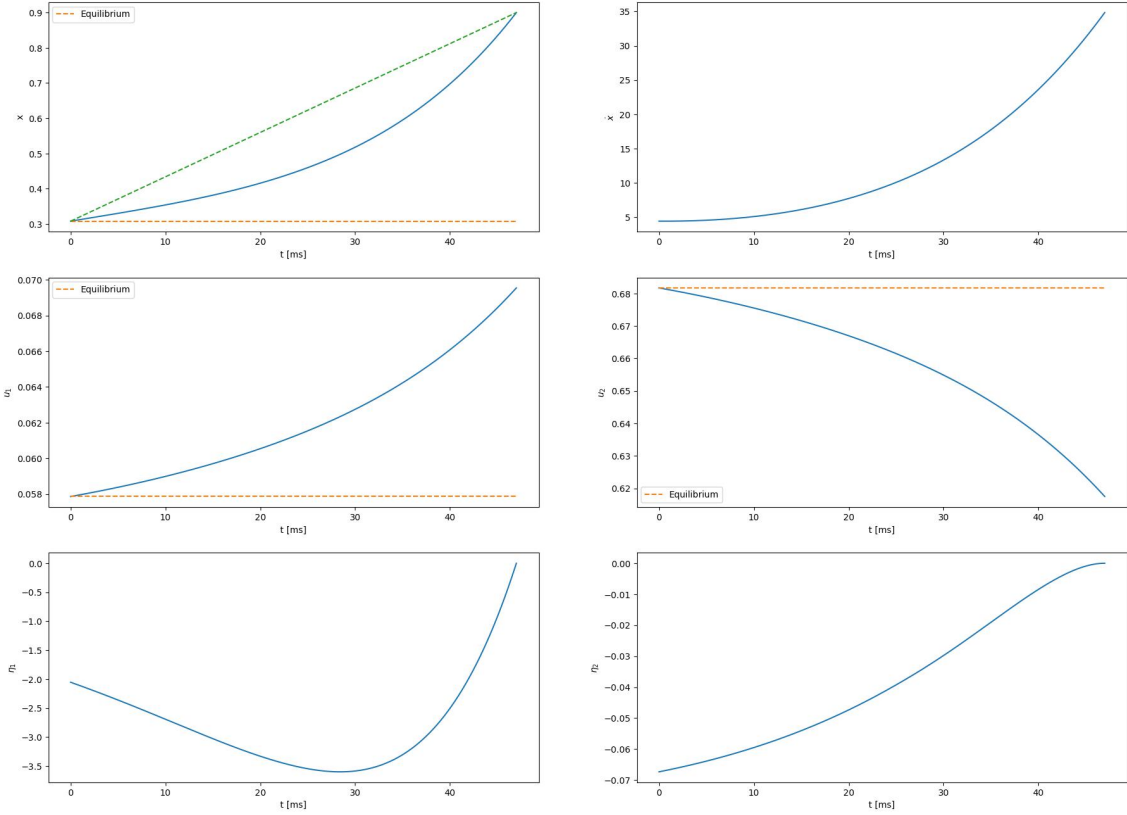 0.9
0.8
0.7
0.6
0.5
0.4
0.3
x
Equilibrium
0 10 20 30 40
t [ms]
35
30
25
20
15
10
5
ẋ
0 10 20 30 40
t [ms]
0.070
0.068
0.066
0.064
0.062
0.060
0.058
u₁
Equilibrium
0 10 20 30 40
t [ms]
0.68
0.67
0.66
0.65
0.64
0.63
0.62
u₂
Equilibrium
0 10 20 30 40
t [ms]
0.0
−0.5
−1.0
−1.5
−2.0
−2.5
−3.0
−3.5
η₁
0 10 20 30 40
t [ms]
0.00
−0.01
−0.02
−0.03
−0.04
−0.05
−0.06
−0.07
η₂
0 10 20 30 40
t [ms]